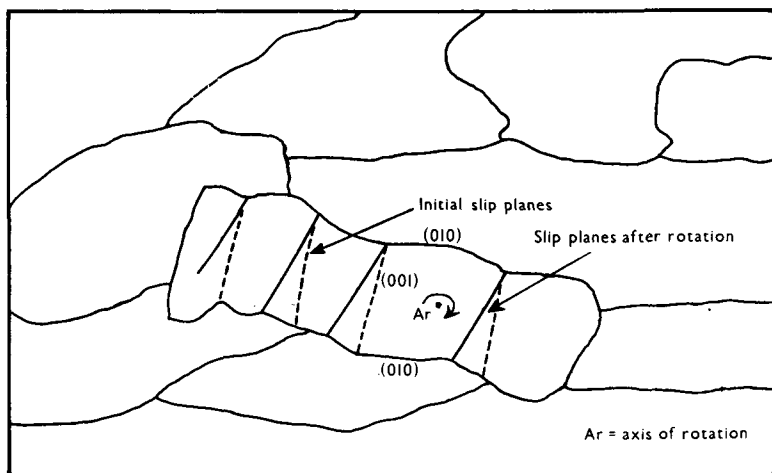 Initial slip planes
(010)
Slip planes after rotation
(001)
Ar
(010)
Ar = axis of rotation